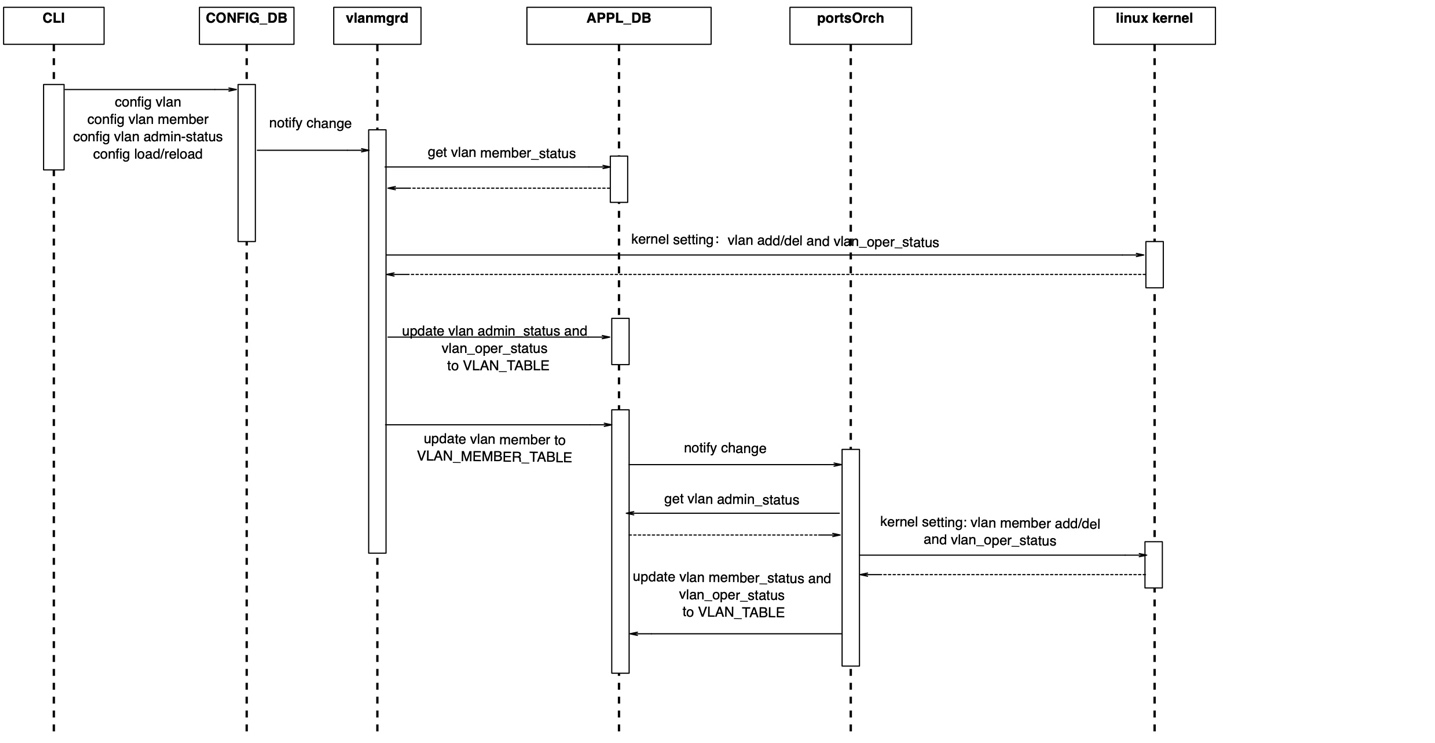 CLI
CONFIG_DB
vlanmgrd
APPL_DB
portsOrch
linux kernel
config vlan
config vlan member
config vlan admin-status
config load/reload
notify change
get vlan member_status
kernel setting：vlan add/del and vlan_oper_status
update vlan admin_status and
vlan_oper_status
to VLAN_TABLE
update vlan member to
VLAN_MEMBER_TABLE
notify change
get vlan admin_status
kernel setting: vlan member add/del
and vlan_oper_status
update vlan member_status and
vlan_oper_status
to VLAN_TABLE